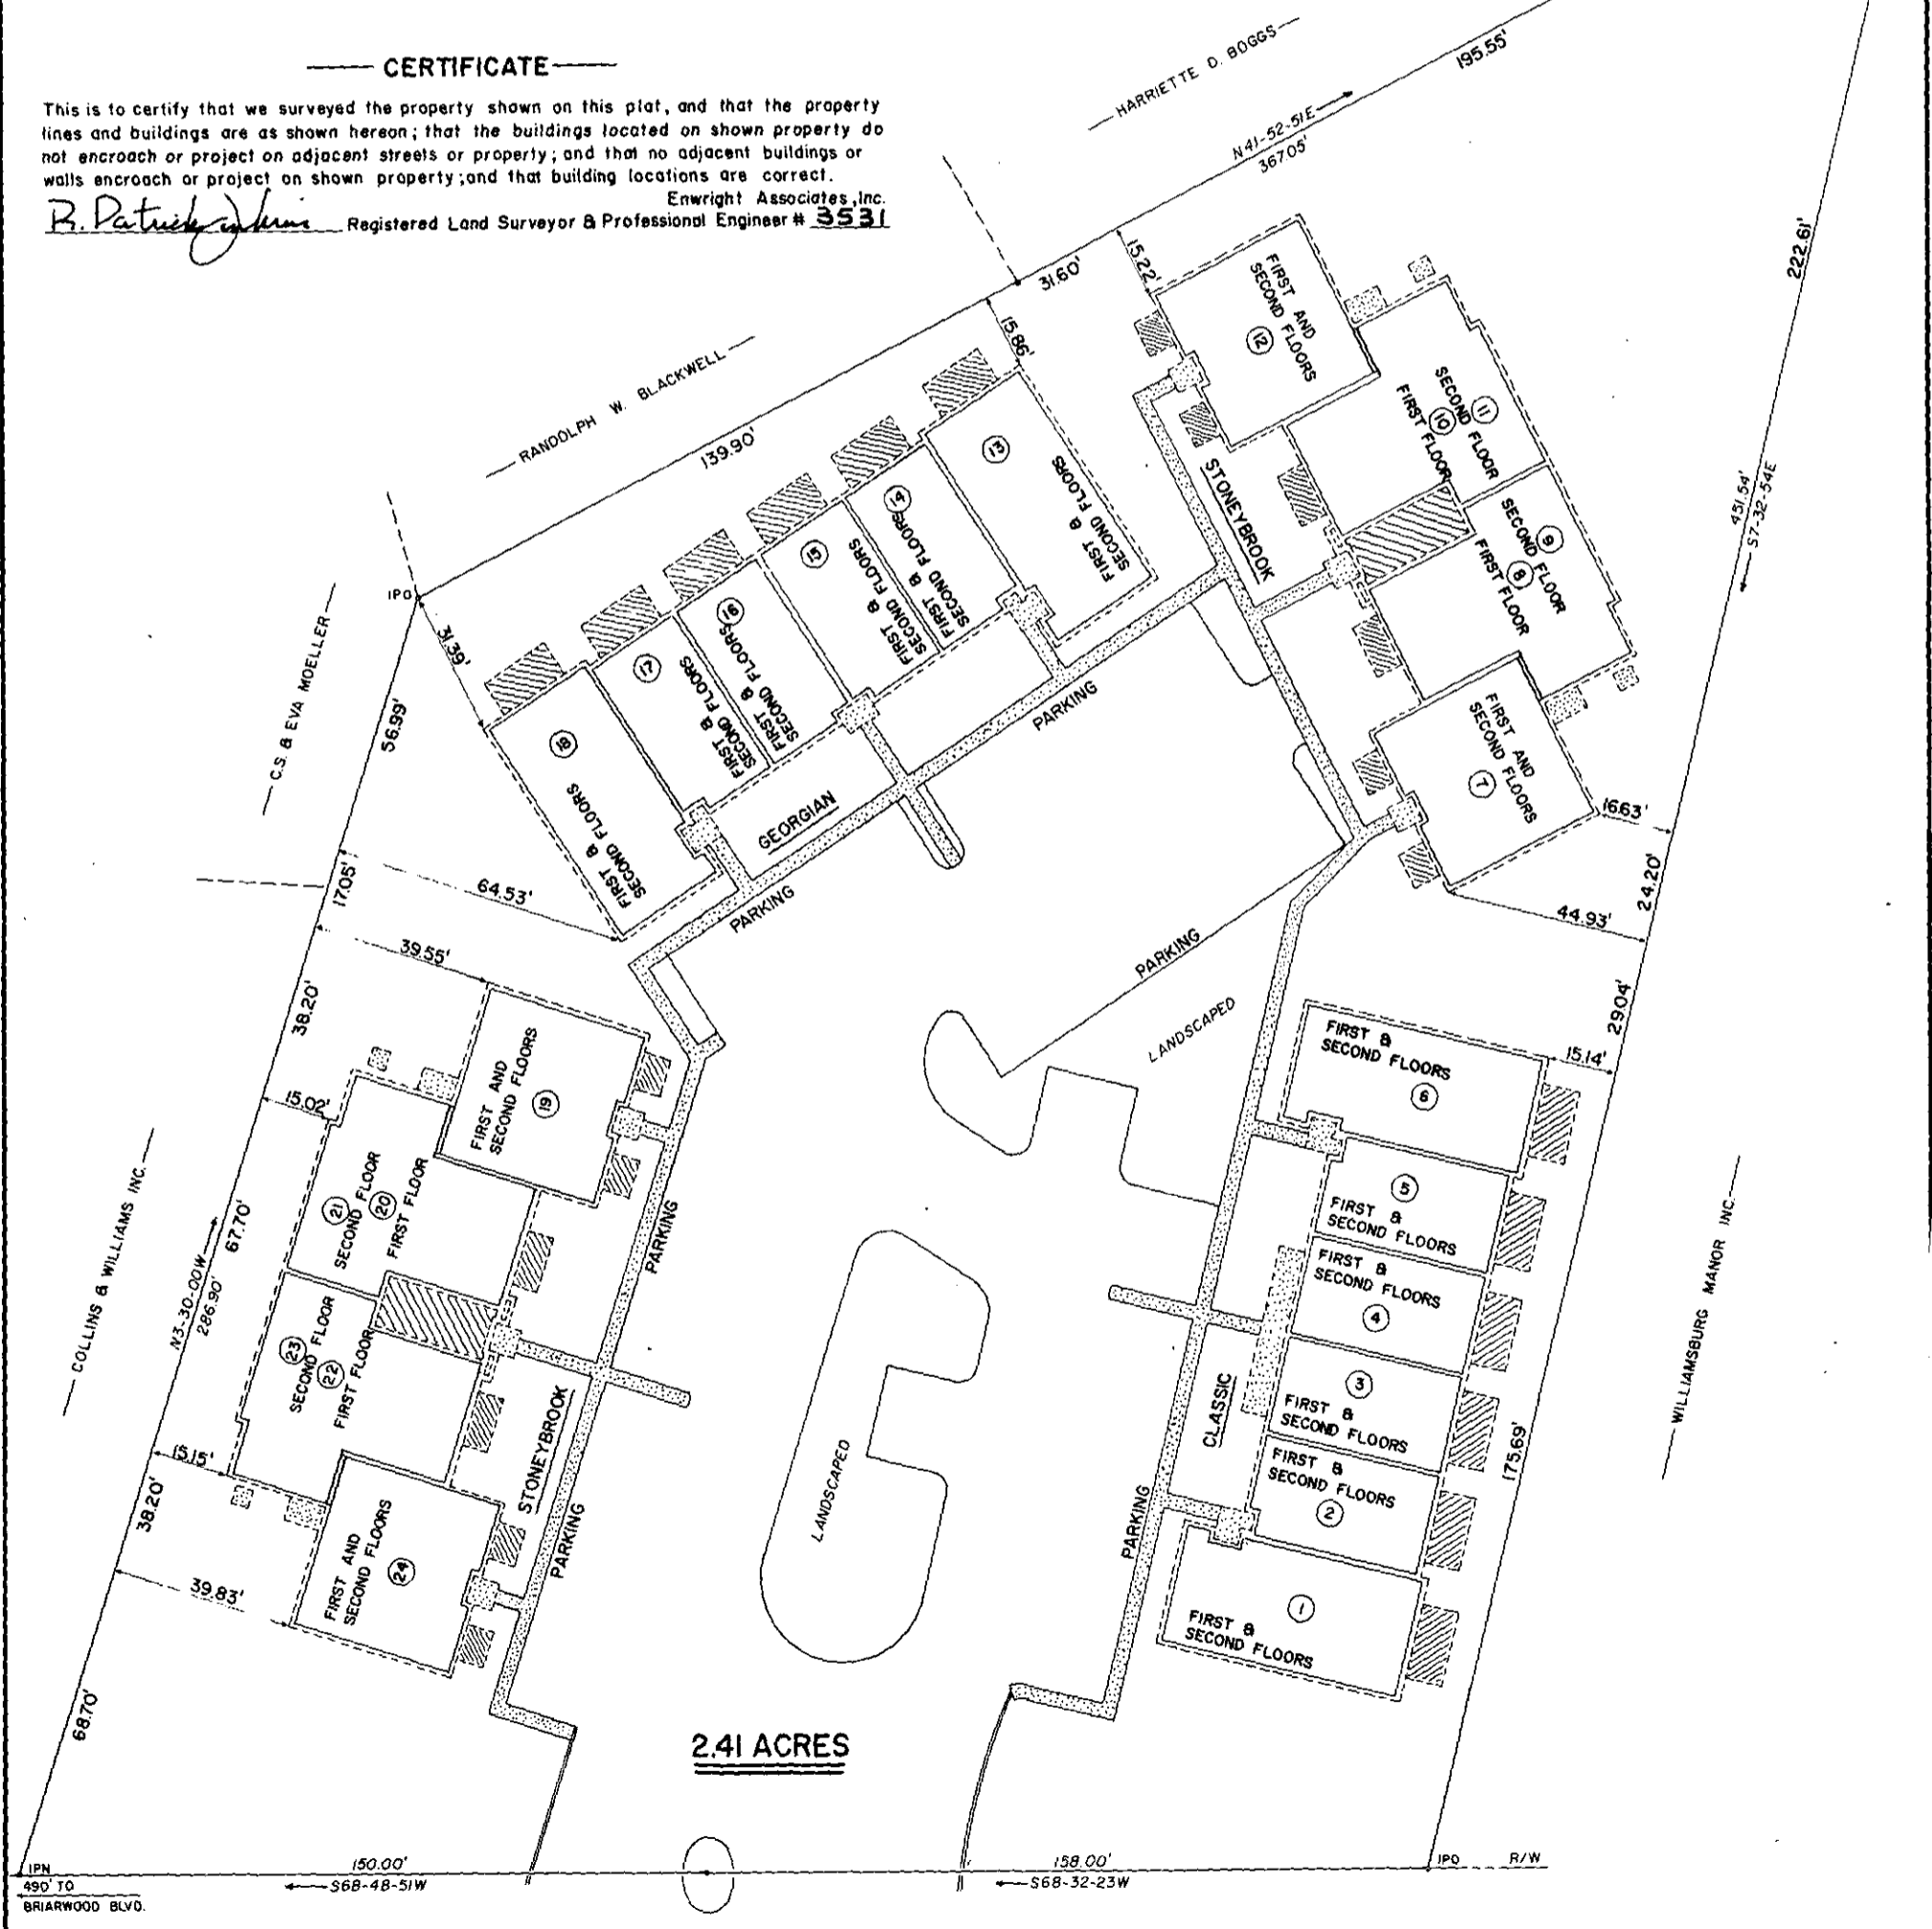 CERTIFICATE
This is to certify that we surveyed the property shown on this plat, and that the property
lines and buildings are as shown hereon; that the buildings located on shown property do
not encroach or project on adjacent streets or property; and that no adjacent buildings or
walls encroach or project on shown property; and that building locations are correct.
Enwright Associates, Inc.
R. Patrick Registered Land Surveyor & Professional Engineer # 3531
HARRIETTE D. BOGGS
195.55'
N41-52-51E
367.05'
222.61'
31.60'
15.22'
15.86'
RANDOLPH W. BLACKWELL
139.90'
451.54'
S7-32-54E
IPO
31.39'
C.S. & EVA MOELLER
56.99'
17.05'
64.53'
39.55'
38.20'
15.02'
COLLINS & WILLIAMS INC.
N3-30-00W
286.90'
67.70'
15.15'
38.20'
39.83'
68.70'
FIRST AND
SECOND FLOORS
12
SECOND FLOOR
11
FIRST FLOOR
10
SECOND FLOOR
9
FIRST FLOOR
8
FIRST AND
SECOND FLOORS
7
STONEYBROOK
16.63'
24.20'
44.93'
29.04'
15.14'
13
FIRST &
SECOND FLOORS
14
FIRST &
SECOND FLOORS
15
FIRST &
SECOND FLOORS
16
FIRST &
SECOND FLOORS
17
FIRST &
SECOND FLOORS
18
FIRST &
SECOND FLOORS
GEORGIAN
PARKING
PARKING
PARKING
LANDSCAPED
FIRST &
SECOND FLOORS
6
5
FIRST &
SECOND FLOORS
FIRST &
SECOND FLOORS
4
3
FIRST &
SECOND FLOORS
FIRST &
SECOND FLOORS
2
1
FIRST &
SECOND FLOORS
CLASSIC
PARKING
WILLIAMSBURG MANOR INC.
175.69'
FIRST AND
SECOND FLOORS
19
21
SECOND FLOOR
20
FIRST FLOOR
23
SECOND FLOOR
22
FIRST FLOOR
FIRST AND
SECOND FLOORS
24
STONEYBROOK
PARKING
PARKING
LANDSCAPED
2.41 ACRES
IPN
490' TO
BRIARWOOD BLVD.
150.00'
S68-48-51W
158.00'
S68-32-23W
IPO
R/W